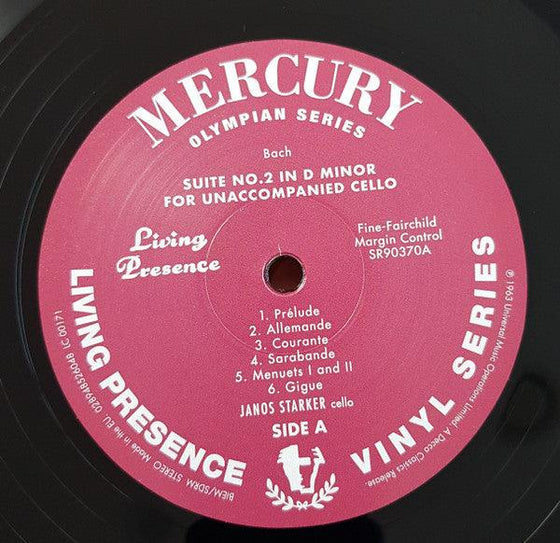 MERCURY
OLYMPIAN SERIES
Bach
SUITE NO.2 IN D MINOR
FOR UNACCOMPANIED CELLO
Living
Presence
Fine-Fairchild
Margin Control
SR90370A
1. Prélude
2. Allemande
3. Courante
4. Sarabande
5. Menuets I and II
6. Gigue
JANOS STARKER cello
SIDE A
LIVING PRESENCE
VINYL SERIES
BIEM/SDRM STEREO Made in the EU. 02894852604B (C) 00171
℗ 1963 Universal Music Operations Limited. A Decca Classics Release.